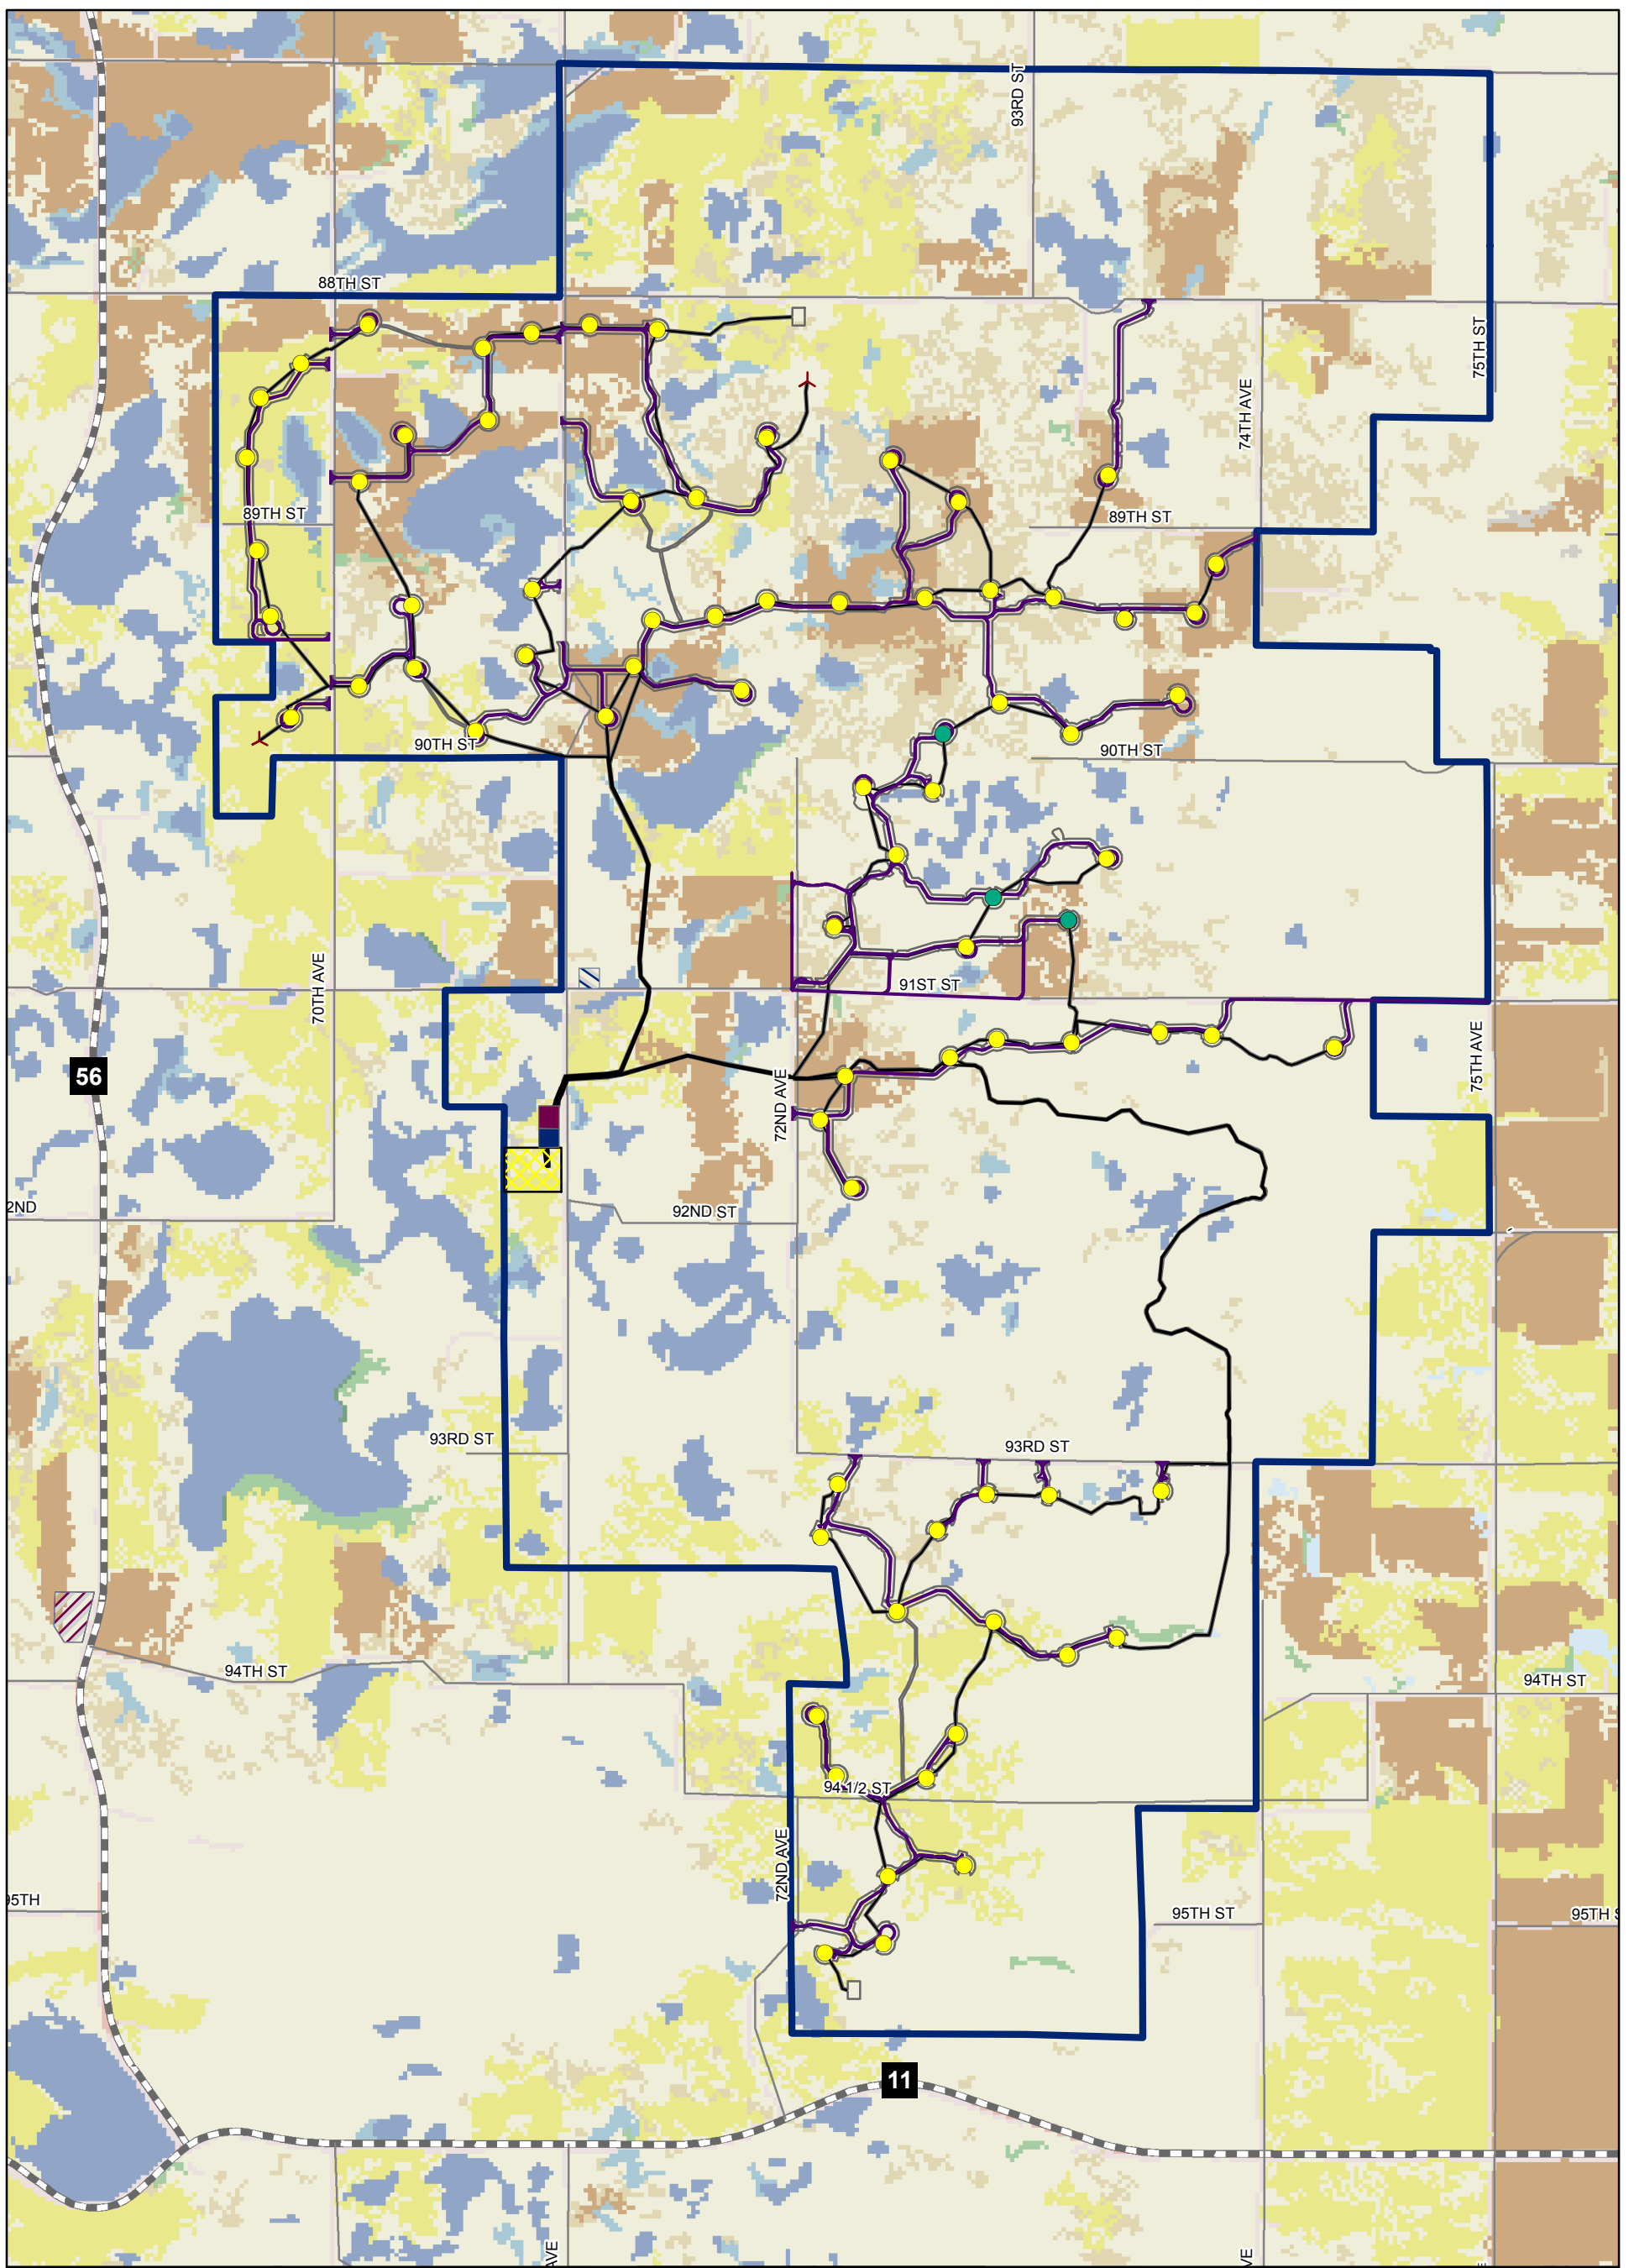 93RD ST
88TH ST
75TH ST
74TH AVE
89TH ST
89TH ST
90TH ST
90TH ST
70TH AVE
91ST ST
56
72ND AVE
75TH AVE
2ND
92ND ST
93RD ST
93RD ST
94TH ST
94TH ST
94 1/2 ST
72ND AVE
95TH
95TH ST
95TH S
11
AVE
VE